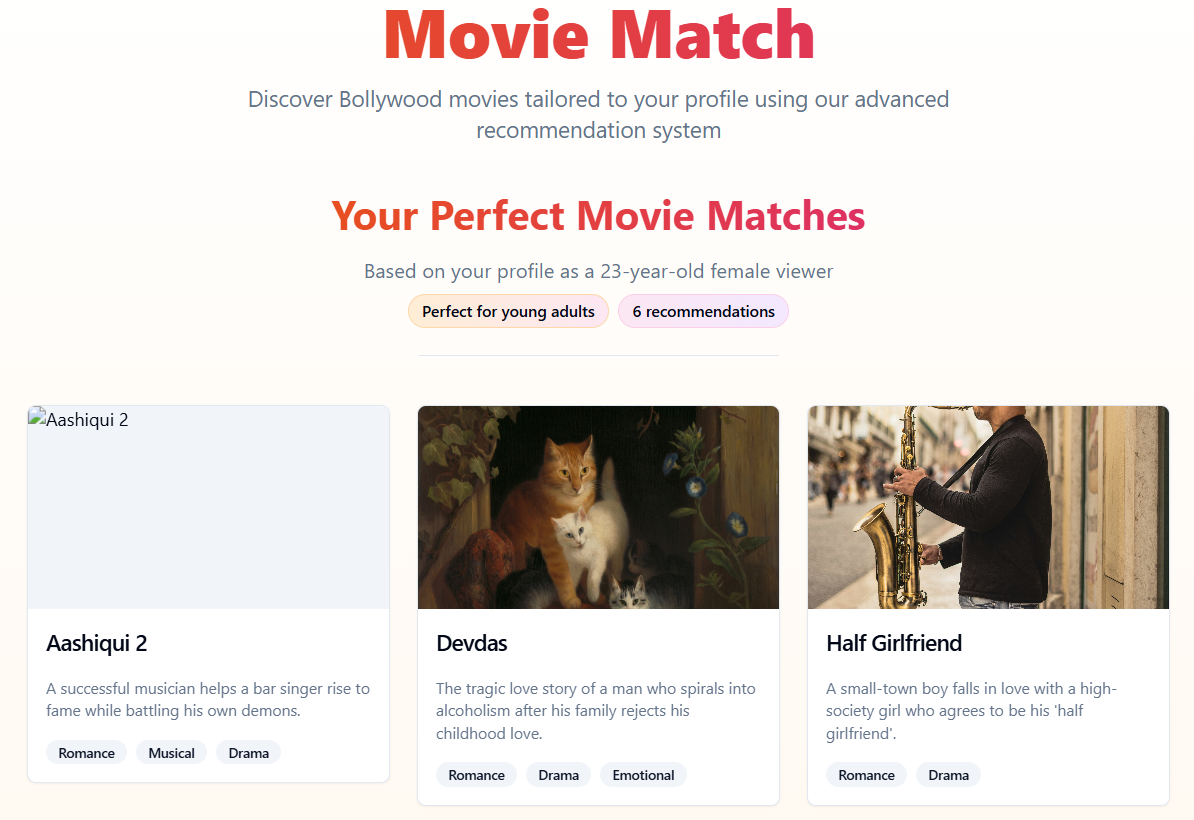 Movie Match
Discover Bollywood movies tailored to your profile using our advanced
recommendation system
Your Perfect Movie Matches
Based on your profile as a 23-year-old female viewer
Perfect for young adults
6 recommendations
Aashiqui 2
Aashiqui 2
A successful musician helps a bar singer rise to
fame while battling his own demons.
Romance
Musical
Drama
Devdas
The tragic love story of a man who spirals into
alcoholism after his family rejects his
childhood love.
Romance
Drama
Emotional
Half Girlfriend
A small-town boy falls in love with a high-
society girl who agrees to be his 'half
girlfriend'.
Romance
Drama